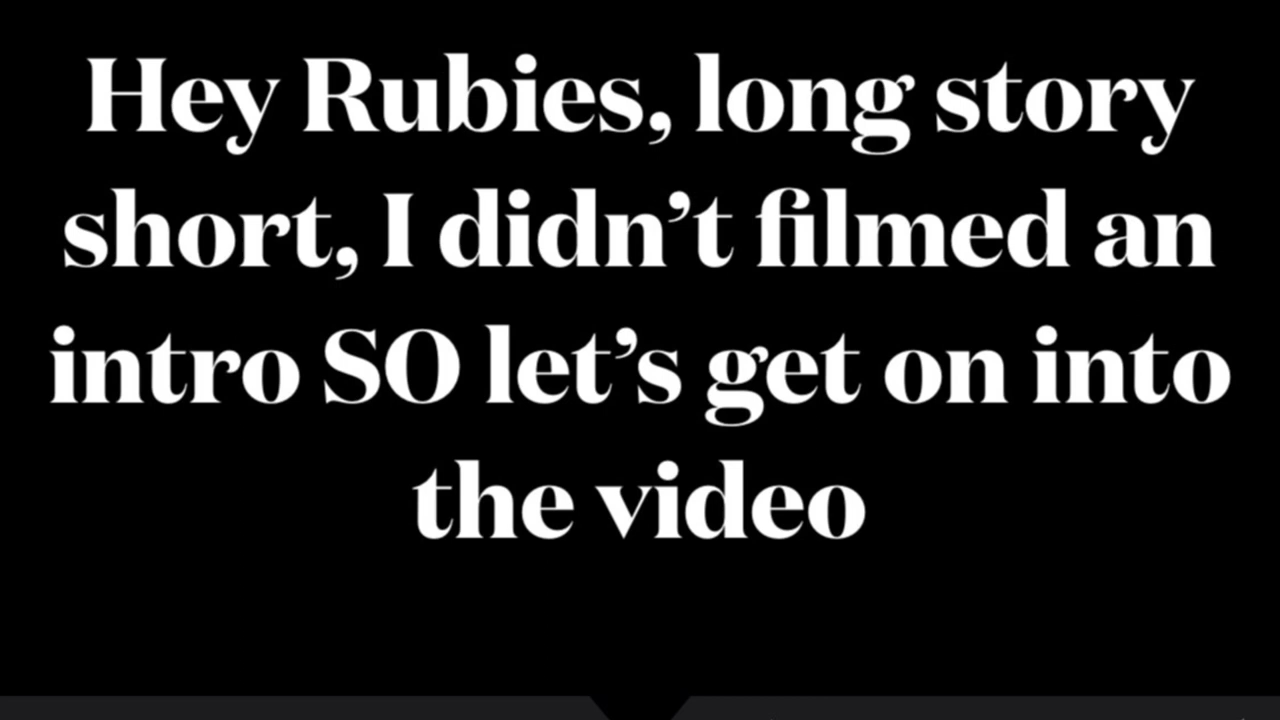 Hey Rubies, long story
short, I didn’t filmed an
intro SO let’s get on into
the video